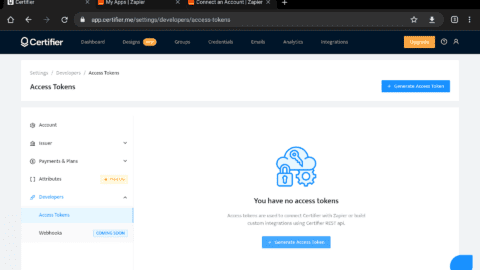 Certifier
My Apps | Zapier
Connect an Account | Zapier
app.certifier.me/settings/developers/access-tokens
Certifier
Dashboard
Designs
Groups
Credentials
Emails
Analytics
Integrations
Upgrade
Settings / Developers / Access Tokens
Access Tokens
+ Generate Access Token
Account
Issuer
Payments & Plans
Attributes
Developers
Access Tokens
Webhooks
COMING SOON
You have no access tokens
Access tokens are used to connect Certifier with Zapier or build
custom integrations using Certifier REST api.
+ Generate Access Token